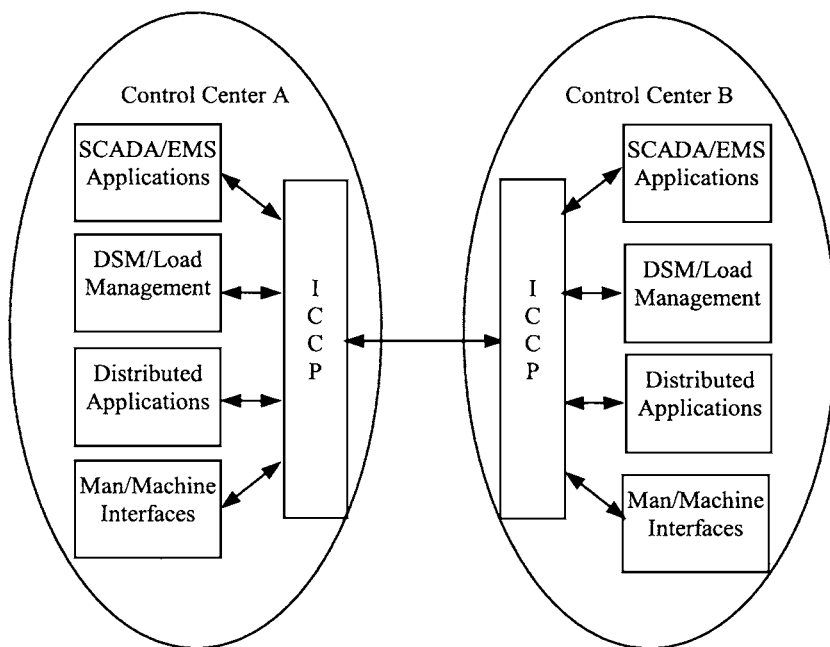 Control Center A
SCADA/EMS
Applications
DSM/Load
Management
Distributed
Applications
Man/Machine
Interfaces
I
C
C
P
Control Center B
I
C
C
P
SCADA/EMS
Applications
DSM/Load
Management
Distributed
Applications
Man/Machine
Interfaces